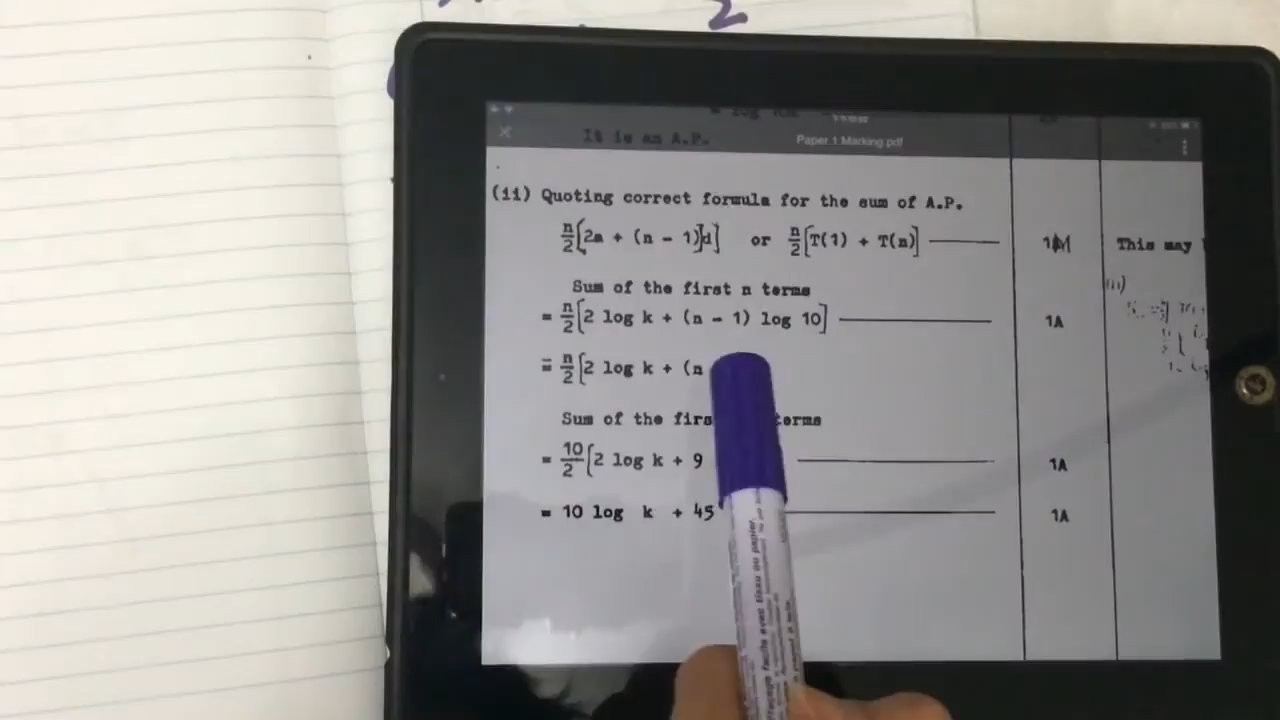 2
It is an A.P.
Paper 1 Marking.pdf
(ii) Quoting correct formula for the sum of A.P.
n/2[2a + (n - 1)d] or n/2[T(1) + T(n)] 1M This may
Sum of the first n terms
= n/2[2 log k + (n - 1) log 10] 1A
= n/2[2 log k + (n
Sum of the firs terms
= 10/2[2 log k + 9 1A
= 10 log k + 45 1A